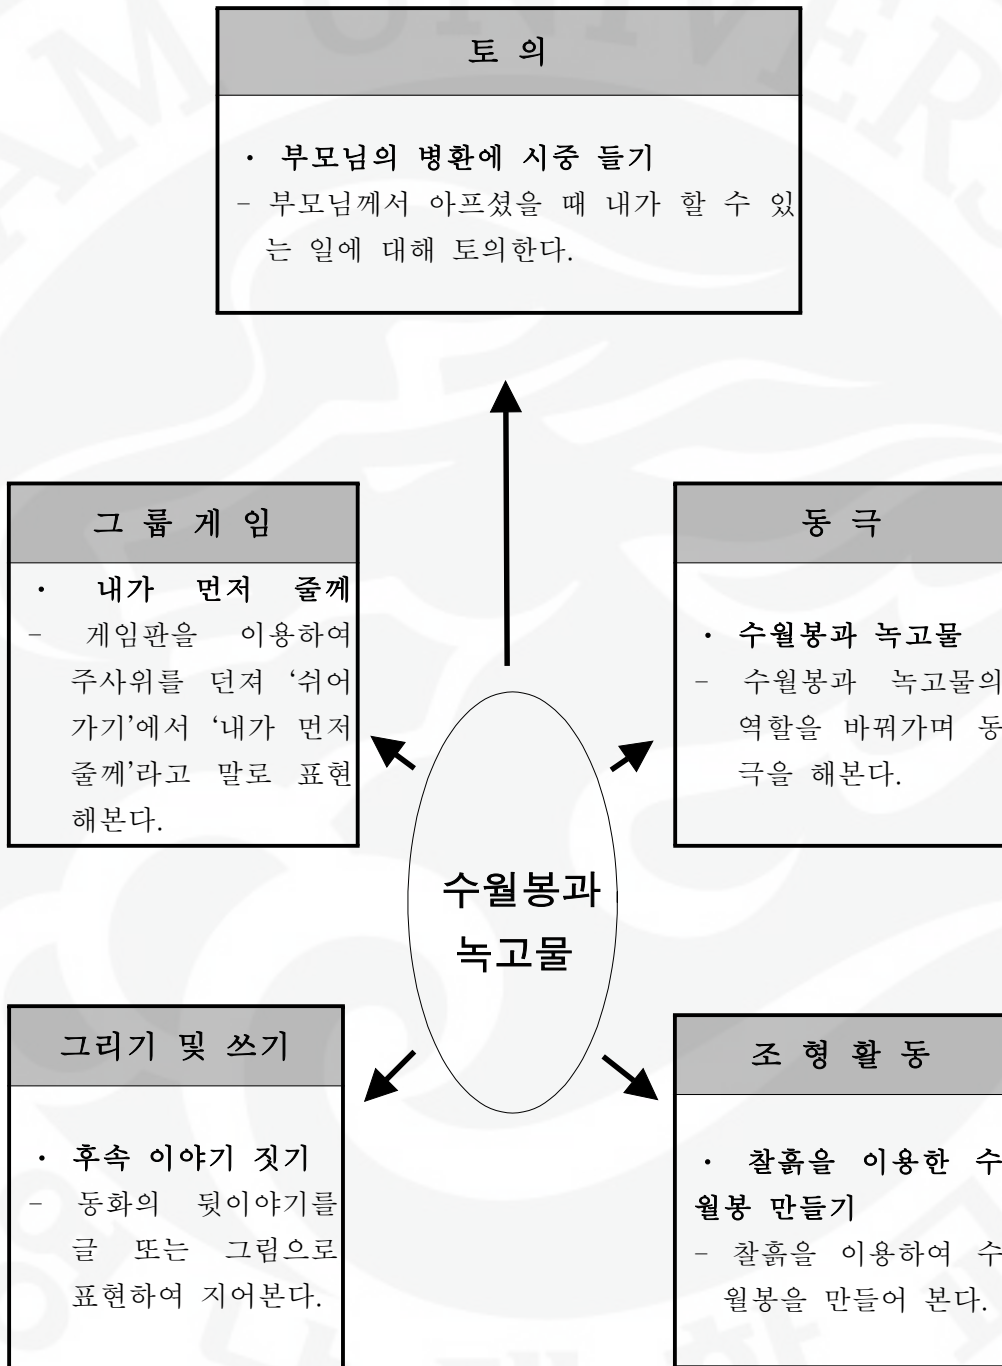 토 의
· 부모님의 병환에 시중 들기
- 부모님께서 아프셨을 때 내가 할 수 있
는 일에 대해 토의한다.
그 룹 게 임
· 내가 먼저 줄께
- 게임판을 이용하여
주사위를 던져 ‘쉬어
가기’에서 ‘내가 먼저
줄께’라고 말로 표현
해본다.
동 극
· 수월봉과 녹고물
- 수월봉과 녹고물의
역할을 바꿔가며 동
극을 해본다.
수월봉과
녹고물
그리기 및 쓰기
· 후속 이야기 짓기
- 동화의 뒷이야기를
글 또는 그림으로
표현하여 지어본다.
조 형 활 동
· 찰흙을 이용한 수
월봉 만들기
- 찰흙을 이용하여 수
월봉을 만들어 본다.